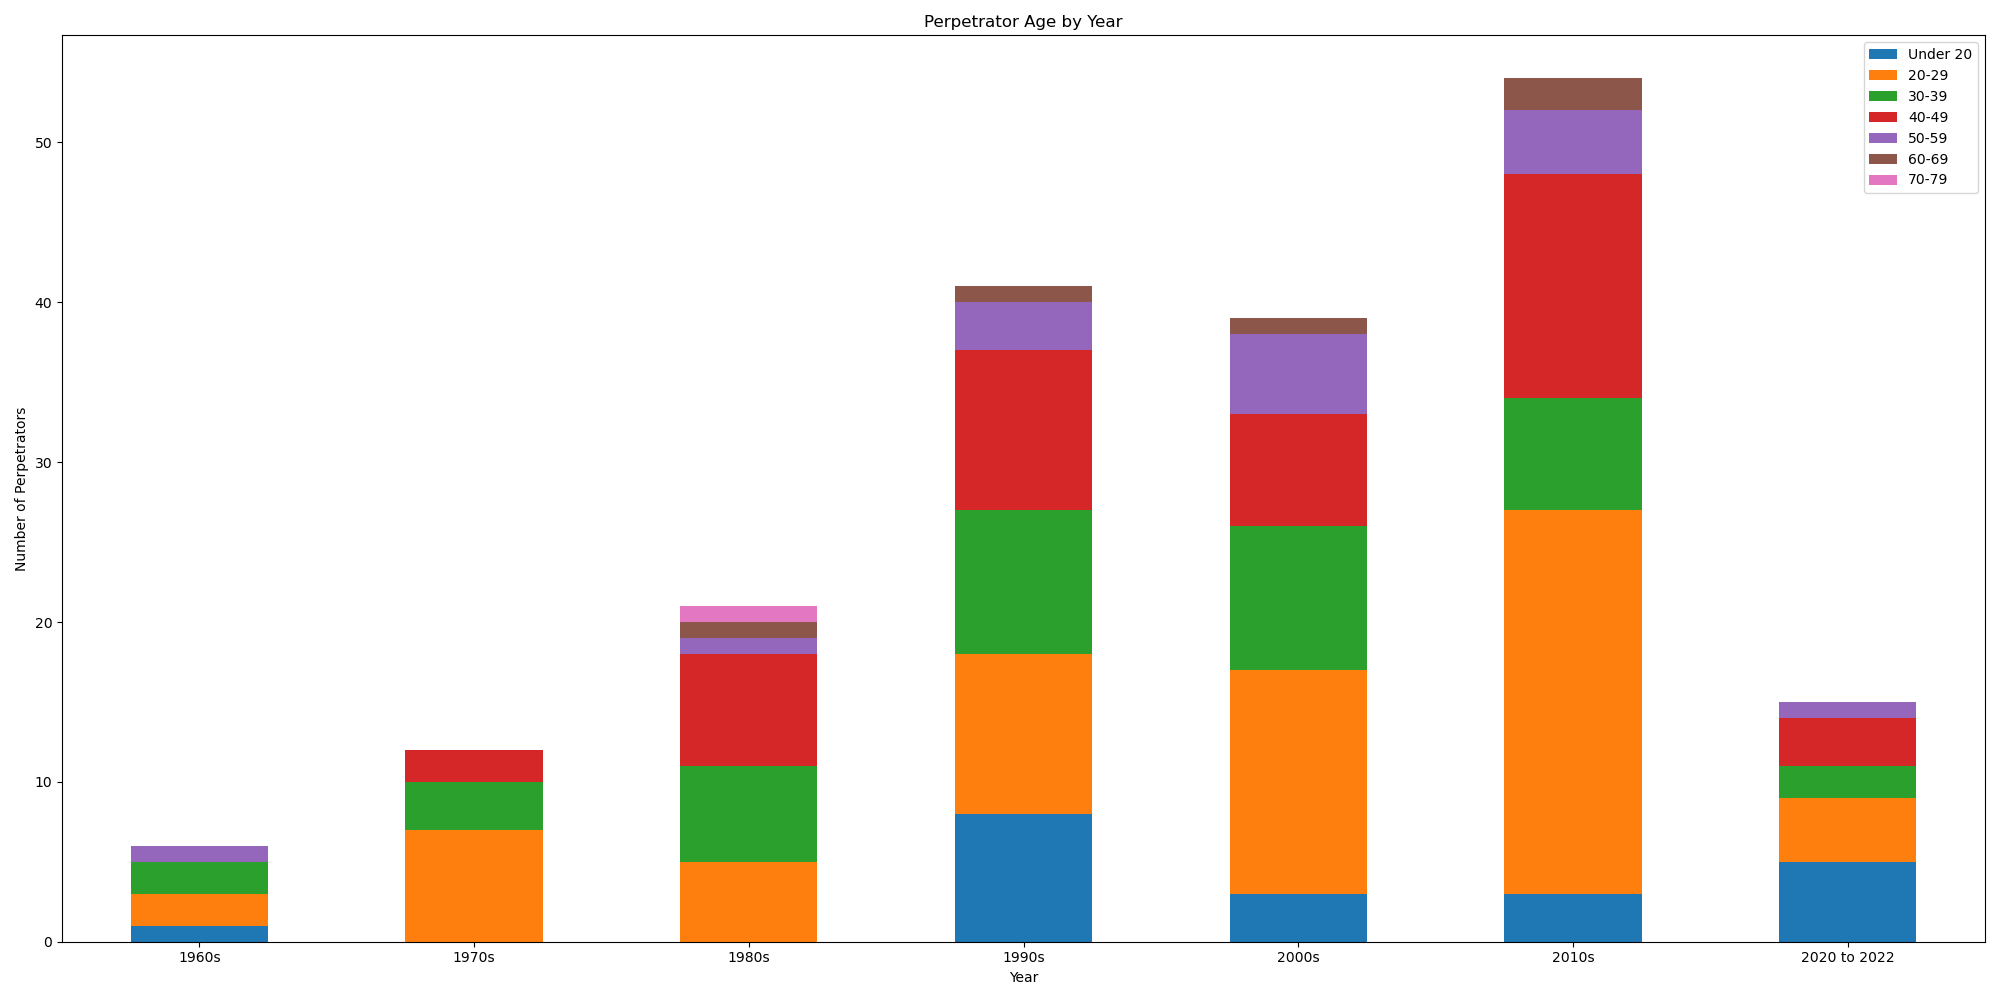 Perpetrator Age by Year
Under 20
20-29
30-39
40-49
50-59
60-69
70-79
50
40
30
20
10
0
Number of Perpetrators
1960s 1970s 1980s 1990s 2000s 2010s 2020 to 2022
Year